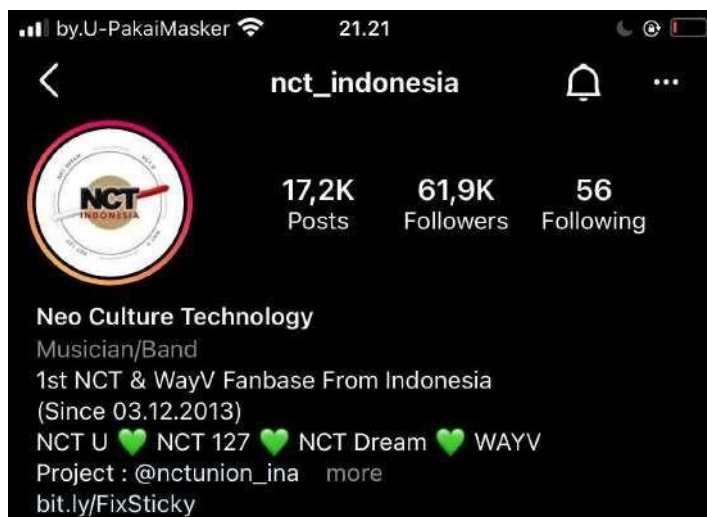 by.U-PakaiMasker 21.21
nct_indonesia
NCT
INDONESIA
17,2K 61,9K 56
Posts Followers Following
Neo Culture Technology
Musician/Band
1st NCT & WayV Fanbase From Indonesia
(Since 03.12.2013)
NCT U 💚 NCT 127 💚 NCT Dream 💚 WAYV
Project : @nctunion_ina more
bit.ly/FixSticky